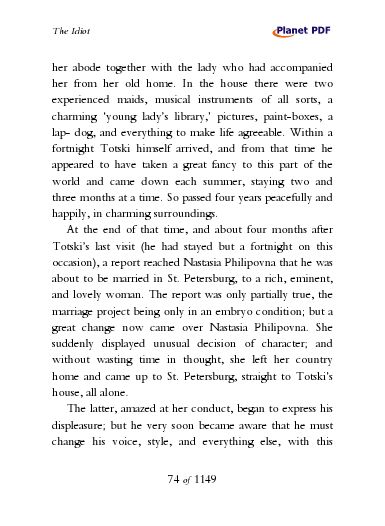 The Idiot
Planet PDF
her abode together with the lady who had accompanied
her from her old home. In the house there were two
experienced maids, musical instruments of all sorts, a
charming 'young lady's library,' pictures, paint-boxes, a
lap- dog, and everything to make life agreeable. Within a
fortnight Totski himself arrived, and from that time he
appeared to have taken a great fancy to this part of the
world and came down each summer, staying two and
three months at a time. So passed four years peacefully and
happily, in charming surroundings.
At the end of that time, and about four months after
Totski's last visit (he had stayed but a fortnight on this
occasion), a report reached Nastasia Philipovna that he was
about to be married in St. Petersburg, to a rich, eminent,
and lovely woman. The report was only partially true, the
marriage project being only in an embryo condition; but a
great change now came over Nastasia Philipovna. She
suddenly displayed unusual decision of character; and
without wasting time in thought, she left her country
home and came up to St. Petersburg, straight to Totski's
house, all alone.
The latter, amazed at her conduct, began to express his
displeasure; but he very soon became aware that he must
change his voice, style, and everything else, with this
74 of 1149